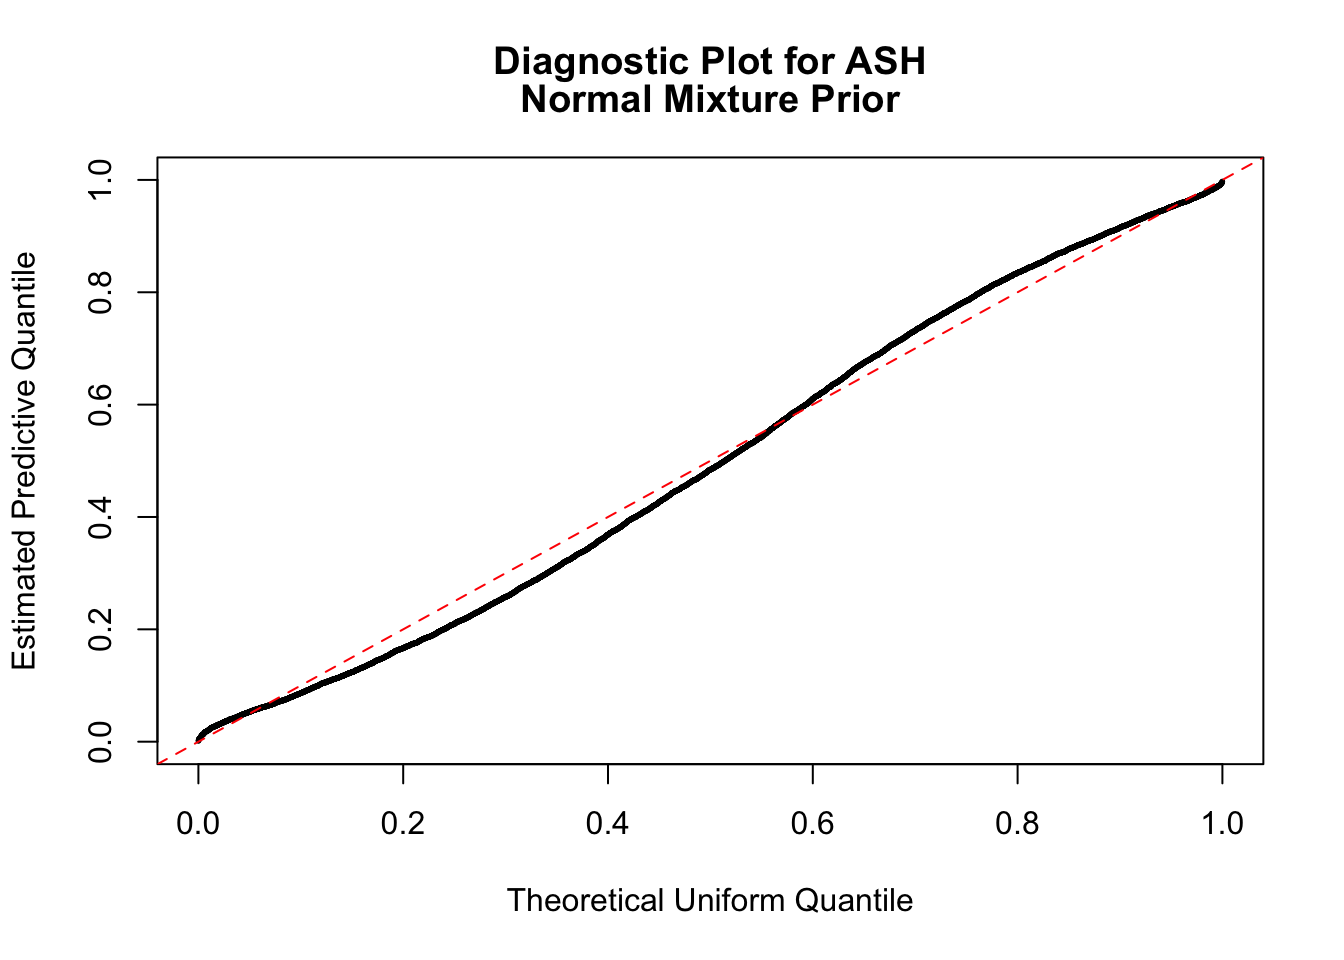 Diagnostic Plot for ASH
Normal Mixture Prior
Estimated Predictive Quantile
1.0
0.8
0.6
0.4
0.2
0.0
0.0 0.2 0.4 0.6 0.8 1.0
Theoretical Uniform Quantile